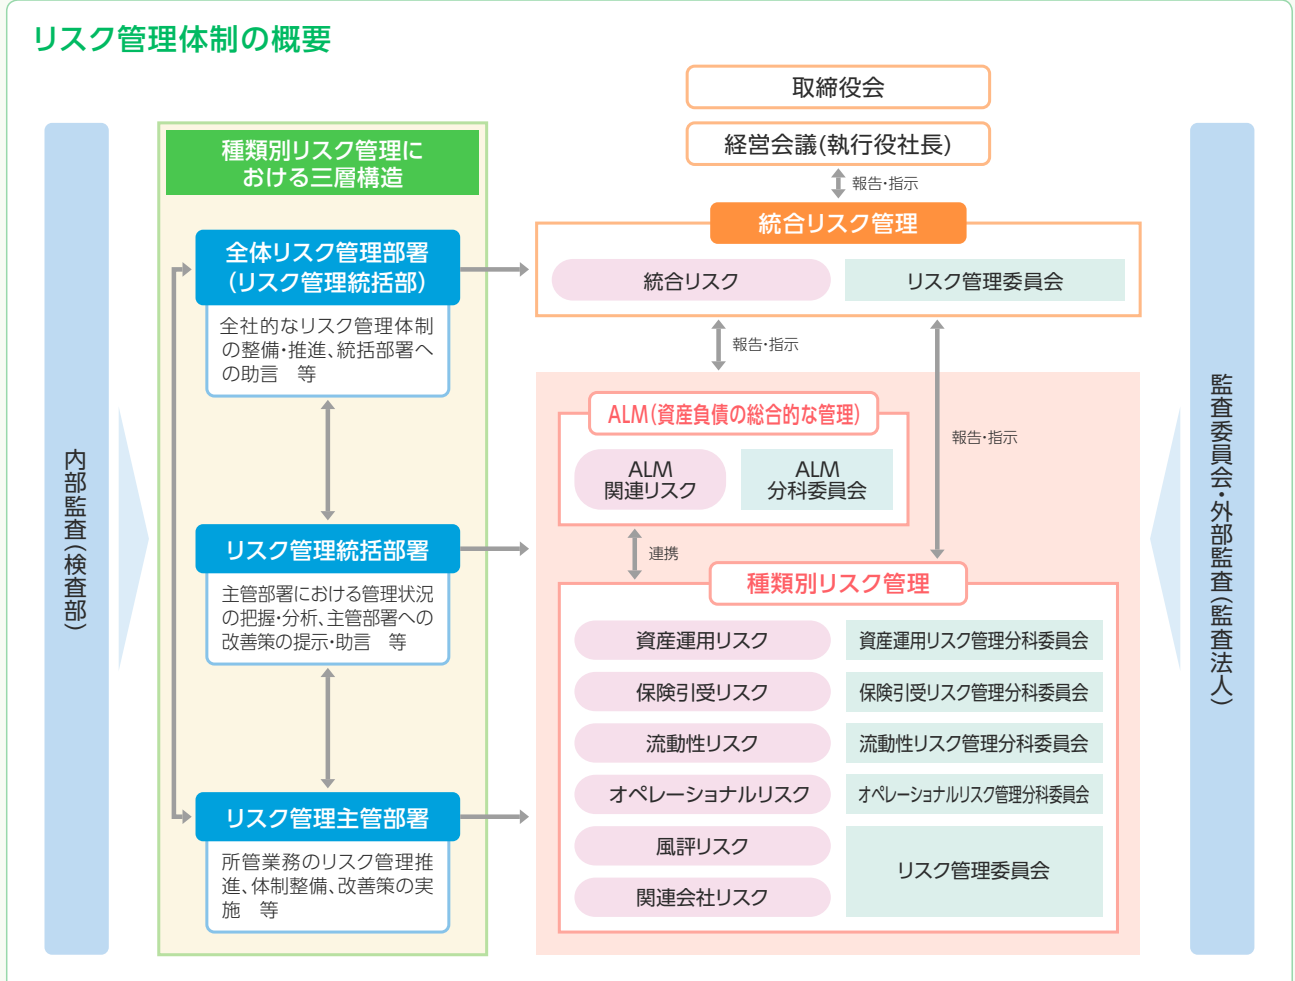 リスク管理体制の概要
取締役会
経営会議(執行役社長)
報告・指示
種類別リスク管理に
おける三層構造
全体リスク管理部署
(リスク管理統括部)
全社的なリスク管理体制
の整備・推進、統括部署へ
の助言　等
リスク管理統括部署
主管部署における管理状況
の把握・分析、主管部署への
改善策の提示・助言　等
リスク管理主管部署
所管業務のリスク管理推
進、体制整備、改善策の実
施　等
統合リスク管理
統合リスク
リスク管理委員会
報告・指示
報告・指示
ALM(資産負債の総合的な管理)
ALM
関連リスク
ALM
分科委員会
連携
種類別リスク管理
資産運用リスク
資産運用リスク管理分科委員会
保険引受リスク
保険引受リスク管理分科委員会
流動性リスク
流動性リスク管理分科委員会
オペレーショナルリスク
オペレーショナルリスク管理分科委員会
風評リスク
関連会社リスク
リスク管理委員会
内部監査(検査部)
監査委員会・外部監査(監査法人)